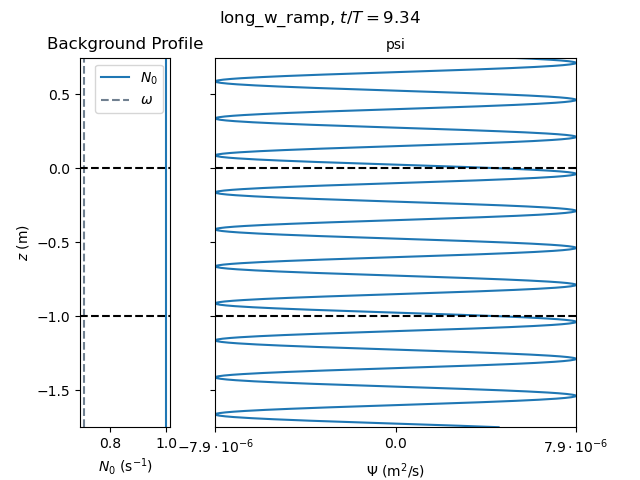 long_w_ramp, t/T = 9.34
Background Profile
psi
N₀
ω
0.5
0.0
−0.5
−1.0
−1.5
z (m)
0.8
1.0
N₀ (s⁻¹)
−7.9 · 10⁻⁶
0.0
7.9 · 10⁻⁶
Ψ (m²/s)